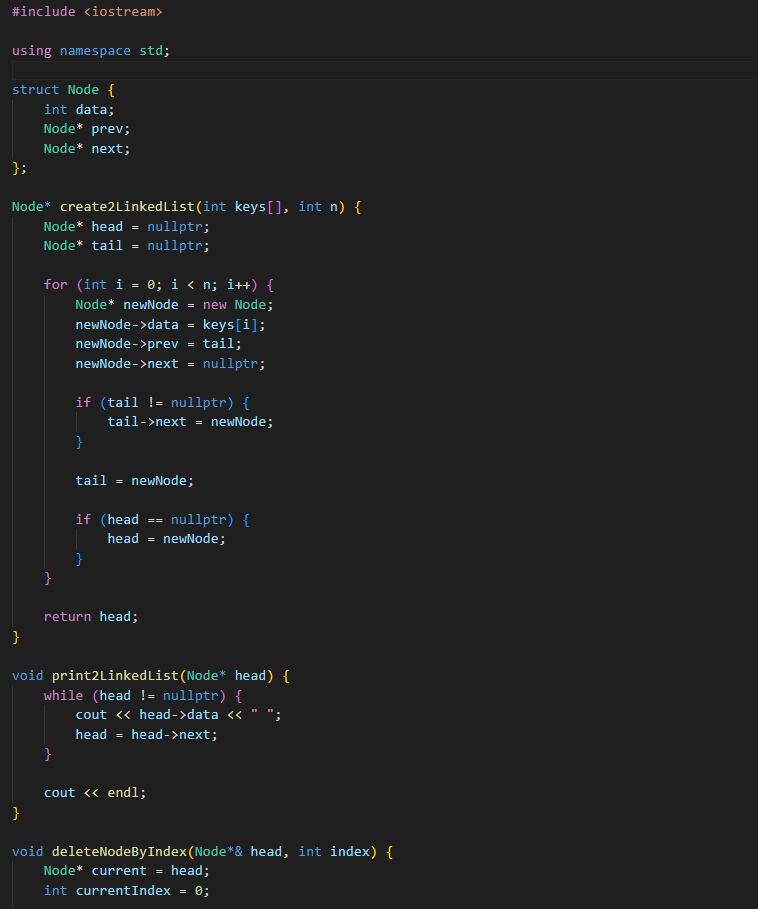 #include <iostream>
using namespace std;
struct Node {
    int data;
    Node* prev;
    Node* next;
};
Node* create2LinkedList(int keys[], int n) {
    Node* head = nullptr;
    Node* tail = nullptr;
    for (int i = 0; i < n; i++) {
        Node* newNode = new Node;
        newNode->data = keys[i];
        newNode->prev = tail;
        newNode->next = nullptr;
        if (tail != nullptr) {
            tail->next = newNode;
        }
        tail = newNode;
        if (head == nullptr) {
            head = newNode;
        }
    }
    return head;
}
void print2LinkedList(Node* head) {
    while (head != nullptr) {
        cout << head->data << " ";
        head = head->next;
    }
    cout << endl;
}
void deleteNodeByIndex(Node*& head, int index) {
    Node* current = head;
    int currentIndex = 0;